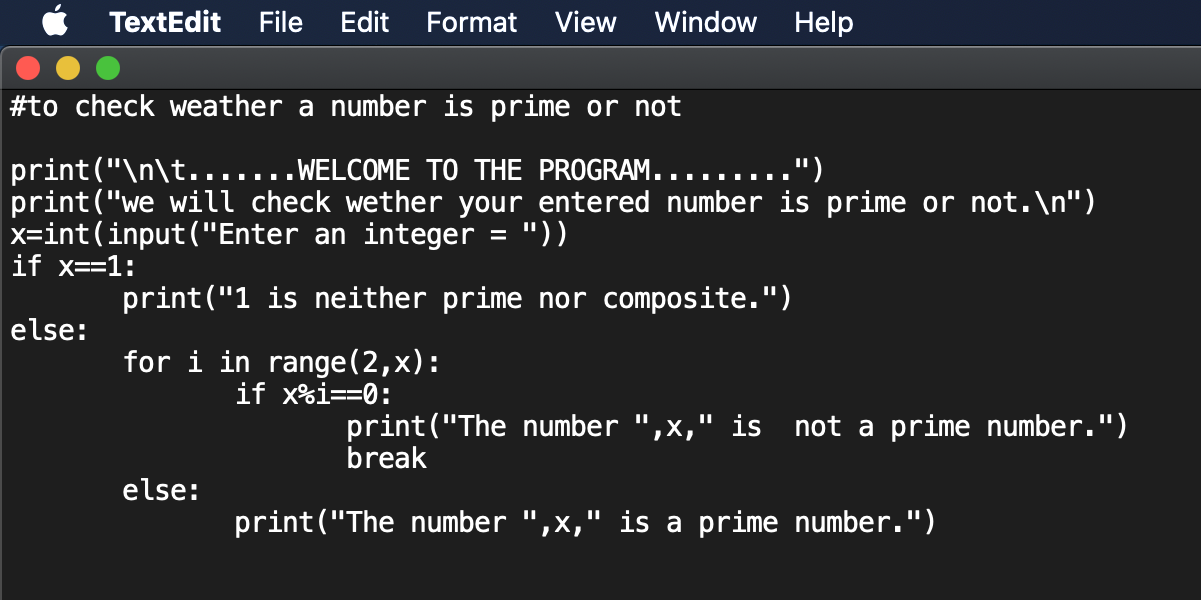 TextEdit File Edit Format View Window Help
#to check weather a number is prime or not
print("\n\t.......WELCOME TO THE PROGRAM.........")
print("we will check wether your entered number is prime or not.\n")
x=int(input("Enter an integer = "))
if x==1:
	print("1 is neither prime nor composite.")
else:
	for i in range(2,x):
		if x%i==0:
			print("The number ",x," is  not a prime number.")
			break
	else:
		print("The number ",x," is a prime number.")